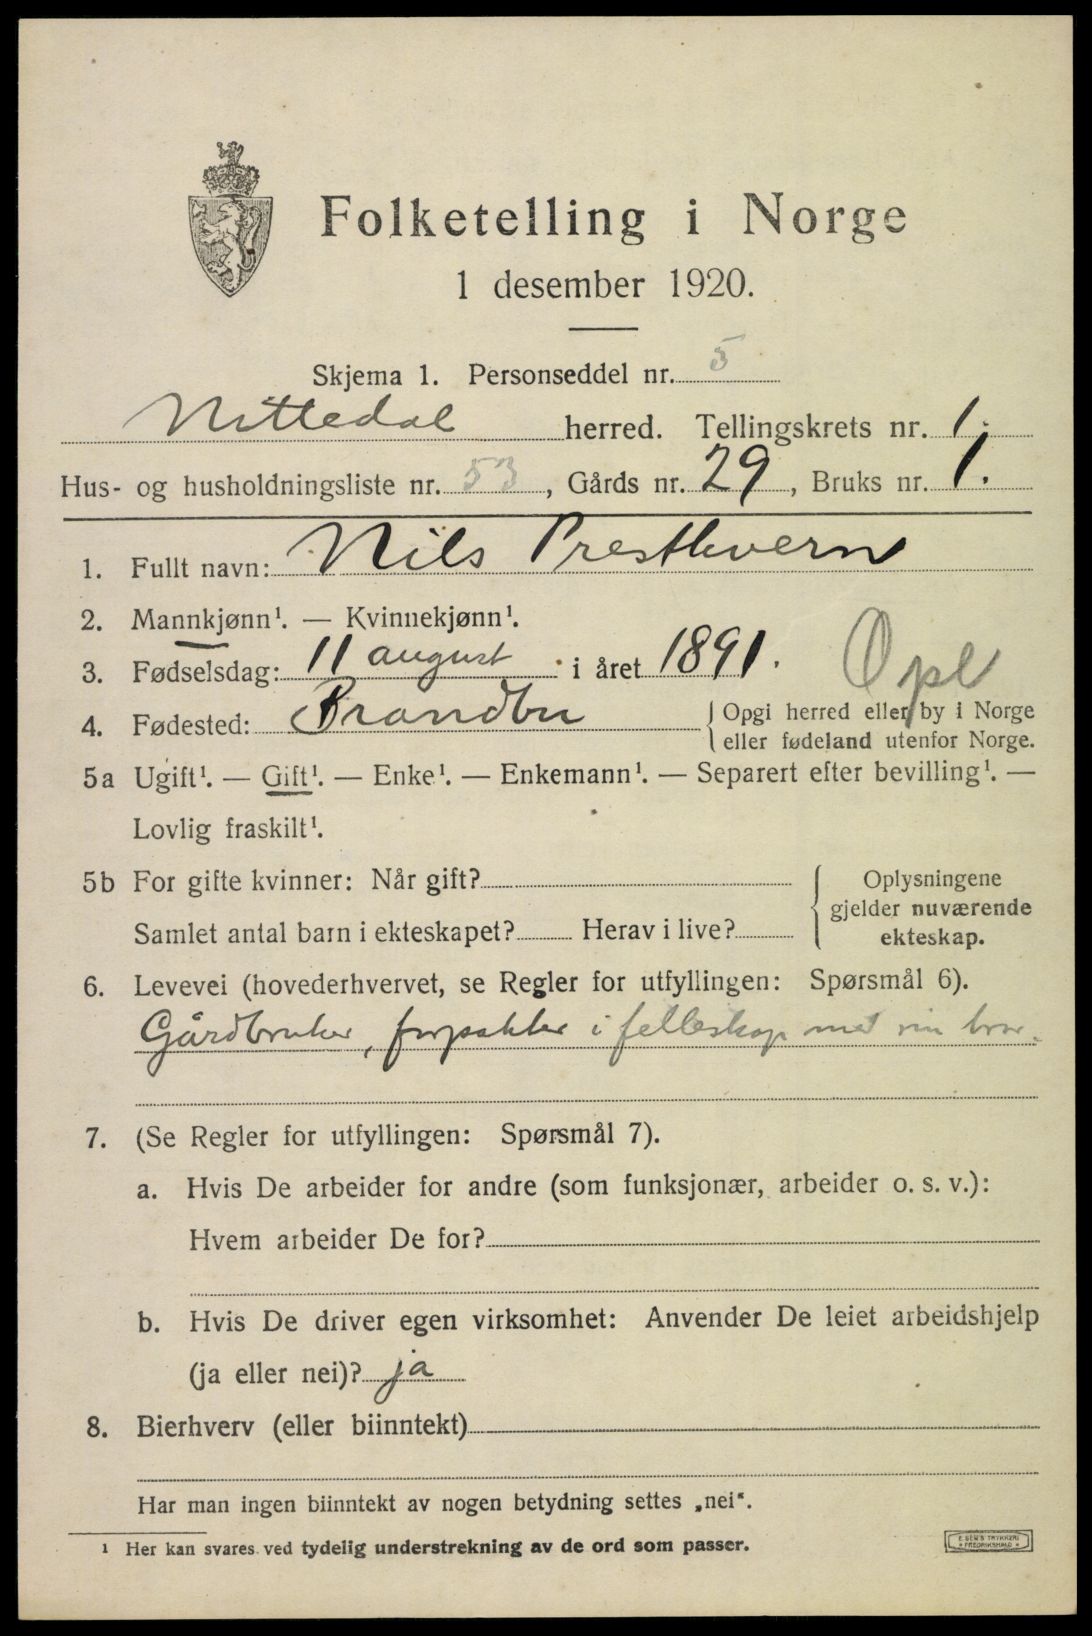 Folketelling i Norge
1 desember 1920.
Skjema 1. Personseddel nr. 5
Nittedal herred. Tellingskrets nr. 1.
Hus- og husholdningsliste nr. 53, Gårds nr. 29, Bruks nr. 1.
1. Fullt navn: Nils Prestkvern
2. Mannkjønn¹. — Kvinnekjønn¹.
3. Fødselsdag: 11 august i året 1891.
Opl
4. Fødested: Brandbu
Opgi herred eller by i Norge
eller fødeland utenfor Norge.
5a Ugift¹. — Gift¹. — Enke¹. — Enkemann¹. — Separert efter bevilling¹. —
Lovlig fraskilt¹.
5b For gifte kvinner: Når gift?
Samlet antal barn i ekteskapet? Herav i live?
Oplysningene
gjelder nuværende
ekteskap.
6. Levevei (hovederhvervet, se Regler for utfyllingen: Spørsmål 6).
Gårdbruker, forpakter i felleskap med sin bror.
7. (Se Regler for utfyllingen: Spørsmål 7).
a. Hvis De arbeider for andre (som funksjonær, arbeider o. s. v.):
Hvem arbeider De for?
b. Hvis De driver egen virksomhet: Anvender De leiet arbeidshjelp
(ja eller nei)? ja
8. Bierhverv (eller biinntekt)
Har man ingen biinntekt av nogen betydning settes „nei“.
¹ Her kan svares ved tydelig understrekning av de ord som passer.
E. SEM'S TRYKKERI
* FREDRIKSHALD *